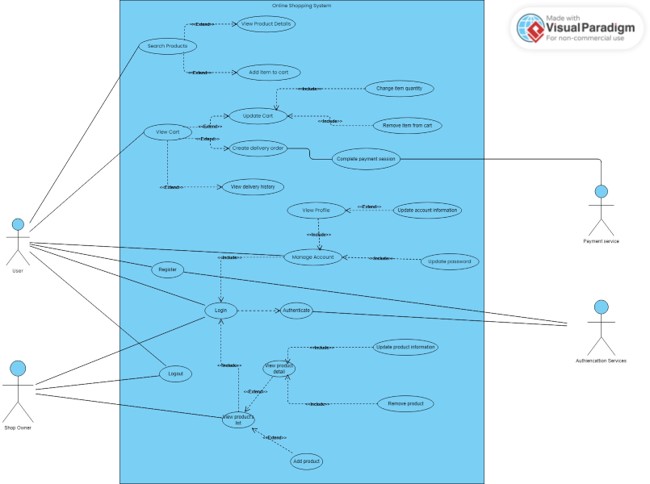 Online Shopping System
Made with
Visual Paradigm
For non-commercial use
<<Extend>>
View Product Details
Search Products
<<Extend>>
Add item to cart
<<Include>>
Change item quantity
Update Cart
<<Include>>
Remove item from cart
View Cart
<<Extend>>
<<Extend>>
Create delivery order
Complete payment session
<<Extend>>
View delivery history
View Profile
<<Extend>>
Update account information
<<Include>>
Payment service
User
<<Include>>
Manage Account
<<Include>>
Update password
Register
Login
Authenticate
Authencation Services
<<Include>>
Update product information
<<Include>>
View product
detail
Logout
<<Extend>>
<<Include>>
Remove product
View product's
list
Shop Owner
<<Extend>>
Add product